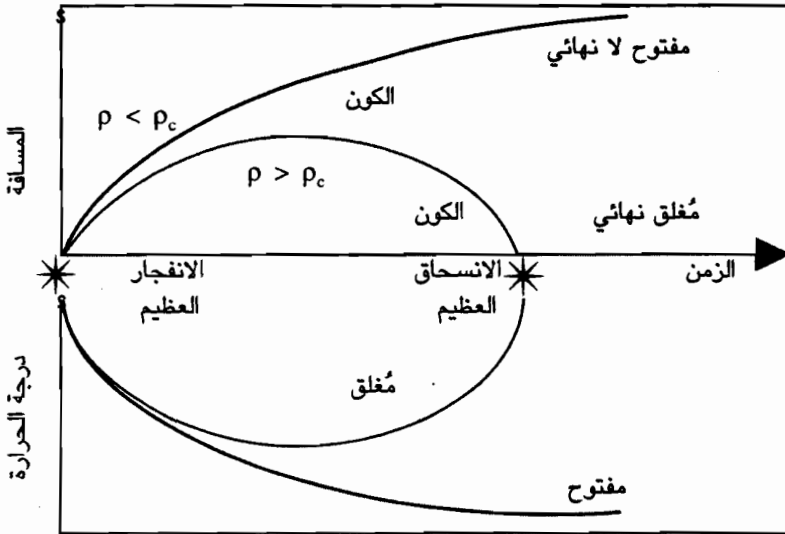 مفتوح لا نهائي
الكون
ρ < ρc
المسافة
ρ > ρc
الكون
مُغلق نهائي
الانفجار
العظيم
الانسحاق
العظيم
الزمن
درجة الحرارة
مُغلق
مفتوح